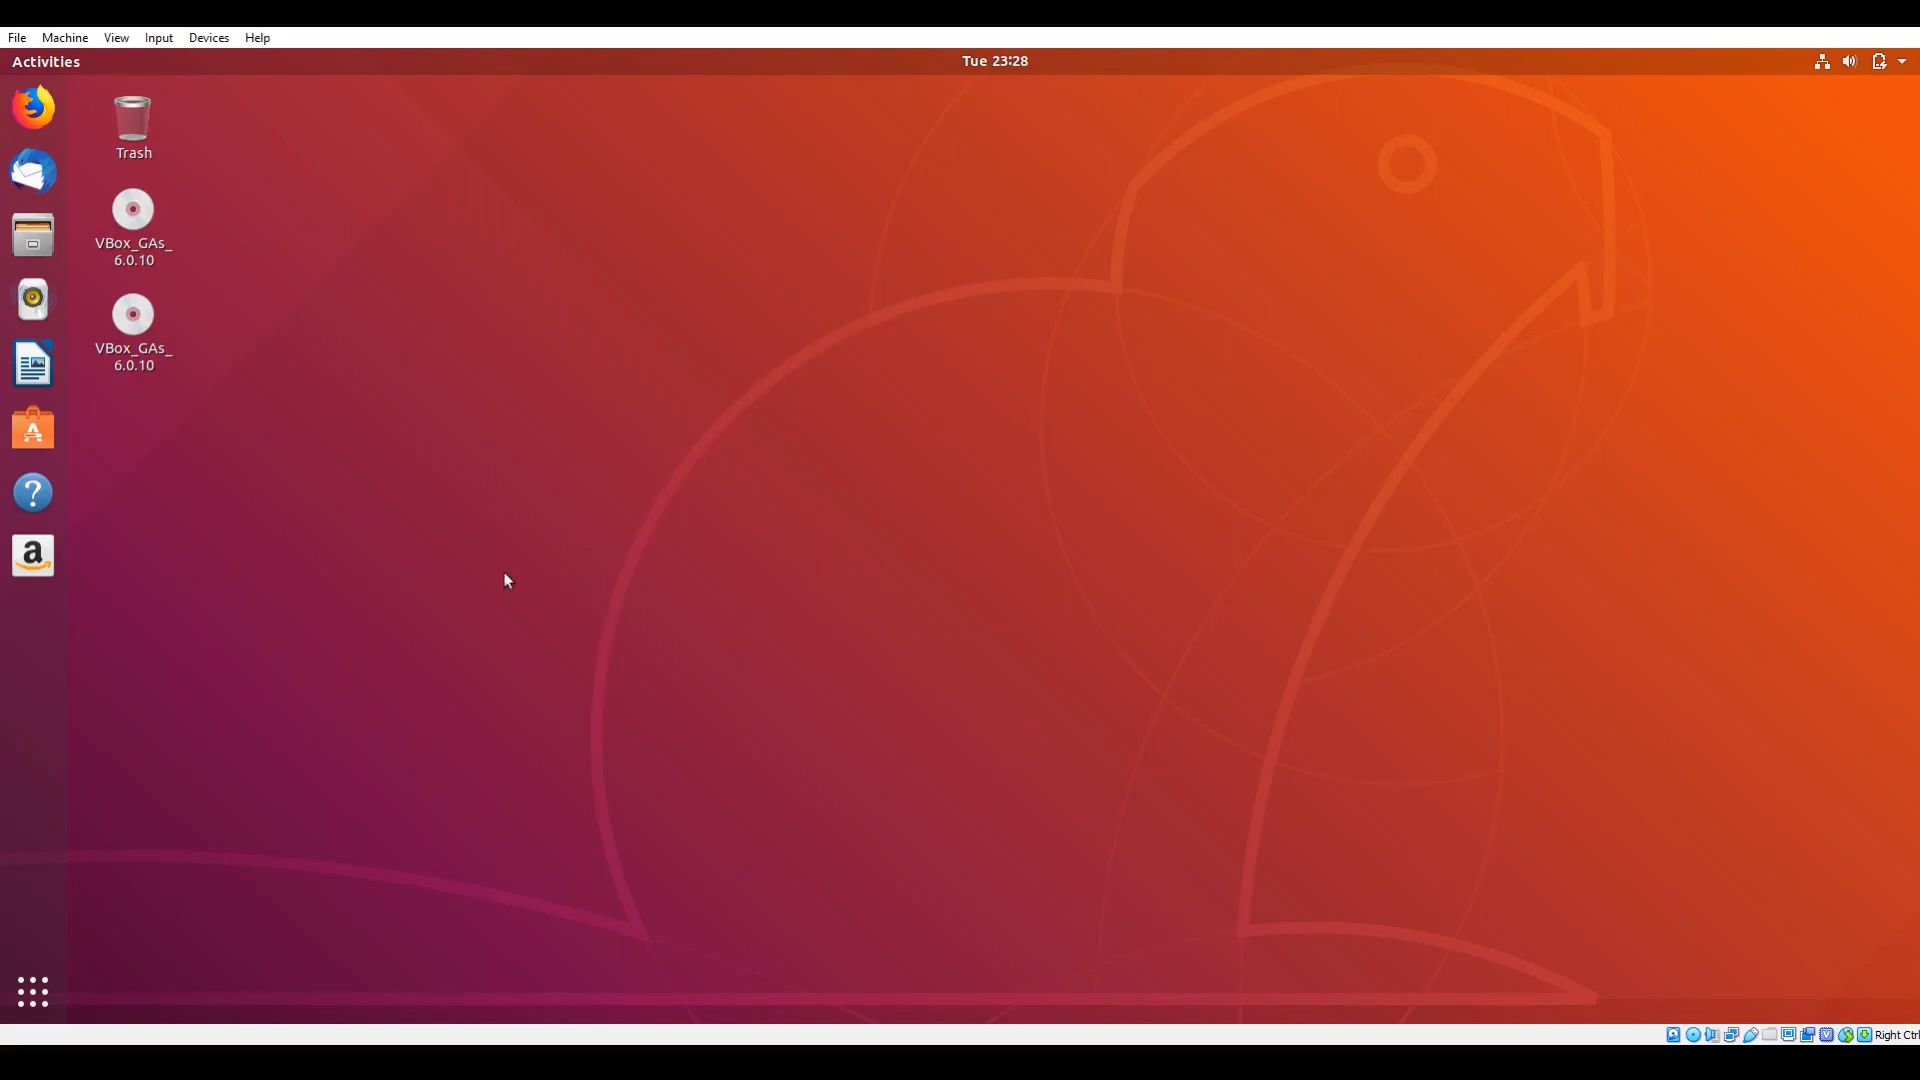 File Machine View Input Devices Help
Activities
Tue 23:28
Trash
VBox_GAs_
6.0.10
VBox_GAs_
6.0.10
Right Ctrl